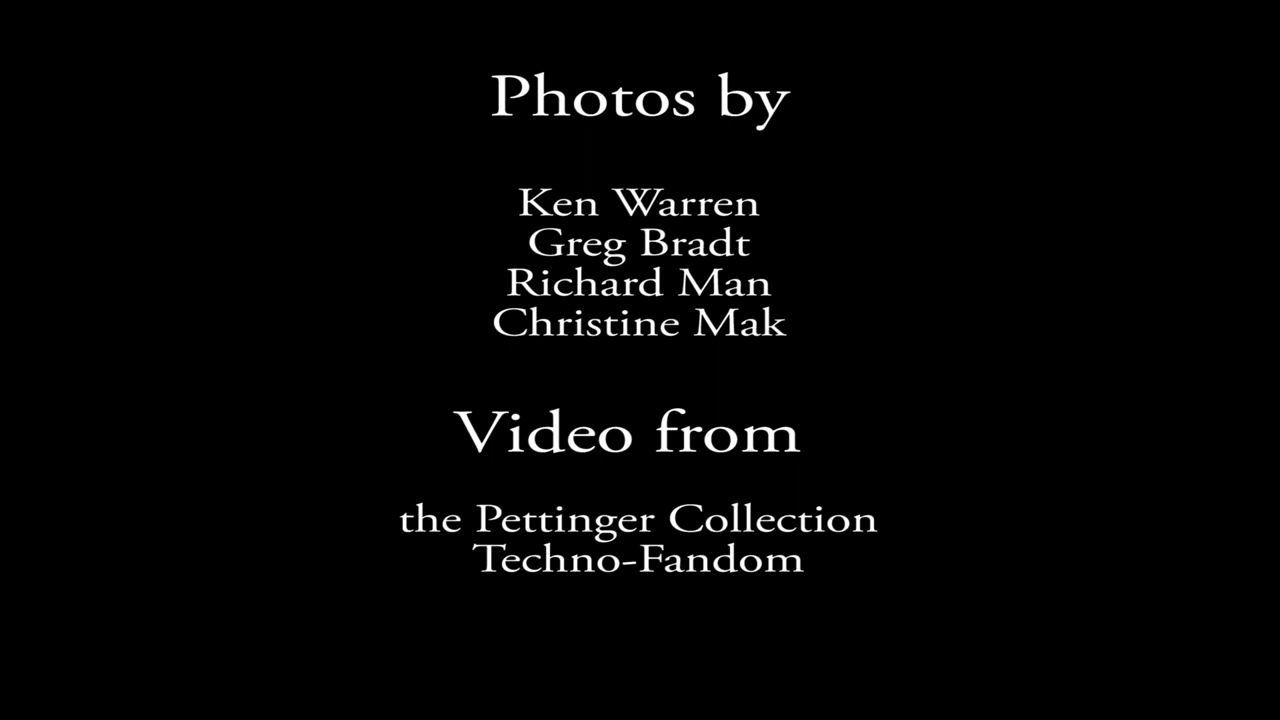 Photos by
Ken Warren
Greg Bradt
Richard Man
Christine Mak
Video from
the Pettinger Collection
Techno-Fandom